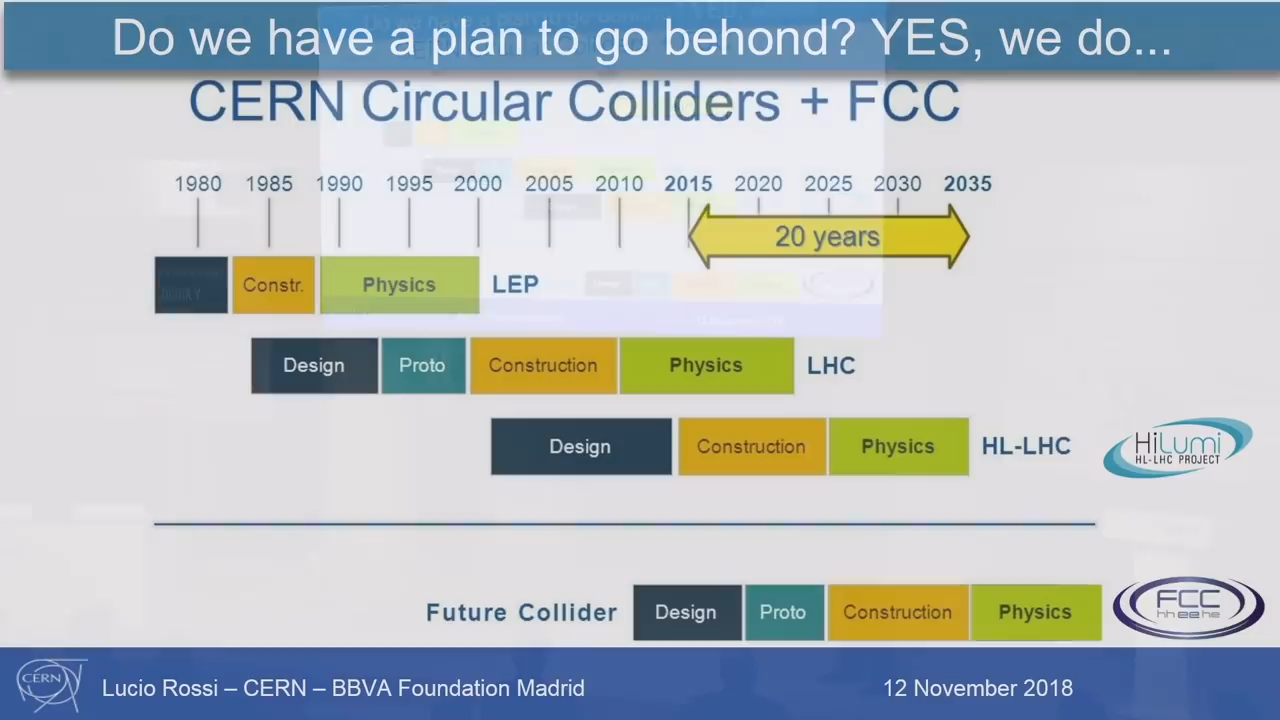 Do we have a plan to go behond? YES, we do...
CERN Circular Colliders + FCC
1980 1985 1990 1995 2000 2005 2010 2015 2020 2025 2030 2035
20 years
Constr. Physics LEP
Design Proto Construction Physics LHC
Design Construction Physics HL-LHC
HiLumi
HL-LHC PROJECT
Future Collider Design Proto Construction Physics
FCC
hh ee he
CERN
Lucio Rossi – CERN – BBVA Foundation Madrid 12 November 2018